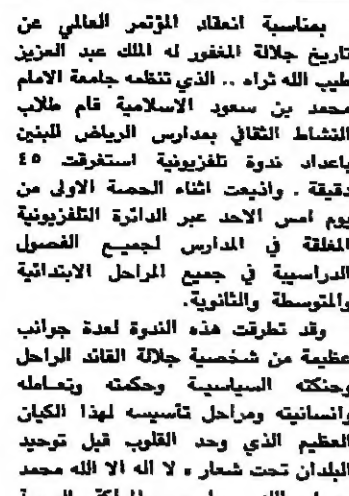 بمناسبة انعقاد المؤتمر العالمي عن
تاريخ جلالة المغفور له الملك عبد العزيز
طيب الله ثراه .. الذي تنظمه جامعة الامام
محمد بن سعود الاسلامية قام طلاب
النشاط الثقافي بمدارس الرياض للبنين
باعداد ندوة تلفزيونية استغرقت ٤٥
دقيقة . واذيعت اثناء الحصة الاولى من
يوم امس الاحد عبر الدائرة التلفزيونية
المغلقة في المدارس لجميع الفصول
الدراسيية في جميع المراحل الابتدائية
والمتوسطة والثانوية.
وقد تطرقت هذه الندوة لعدة جوانب
عظيمة من شخصية جلالة القائد الراحل
وحنكته السياسية وحكمته وتعامله
وانسانيته ومراحل تأسيسه لهذا الكيان
العظيم الذي وحد القلوب قبل توحيد
البلدان تحت شعار « لا اله الا الله محمد